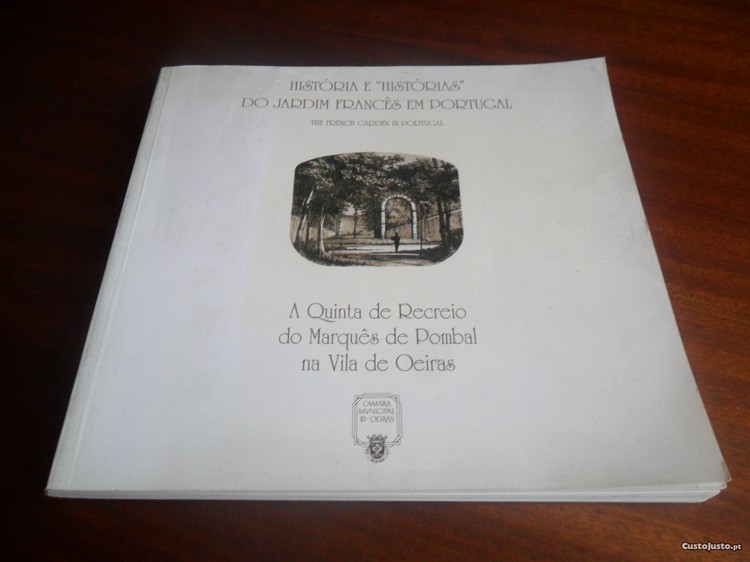 HISTÓRIA E "HISTÓRIAS"
DO JARDIM FRANCÊS EM PORTUGAL
THE FRENCH GARDEN IN PORTUGAL
A Quinta de Recreio
do Marquês de Pombal
na Vila de Oeiras
CAMARA
MVNICIPAL
DE OEIRAS
CustoJusto.pt